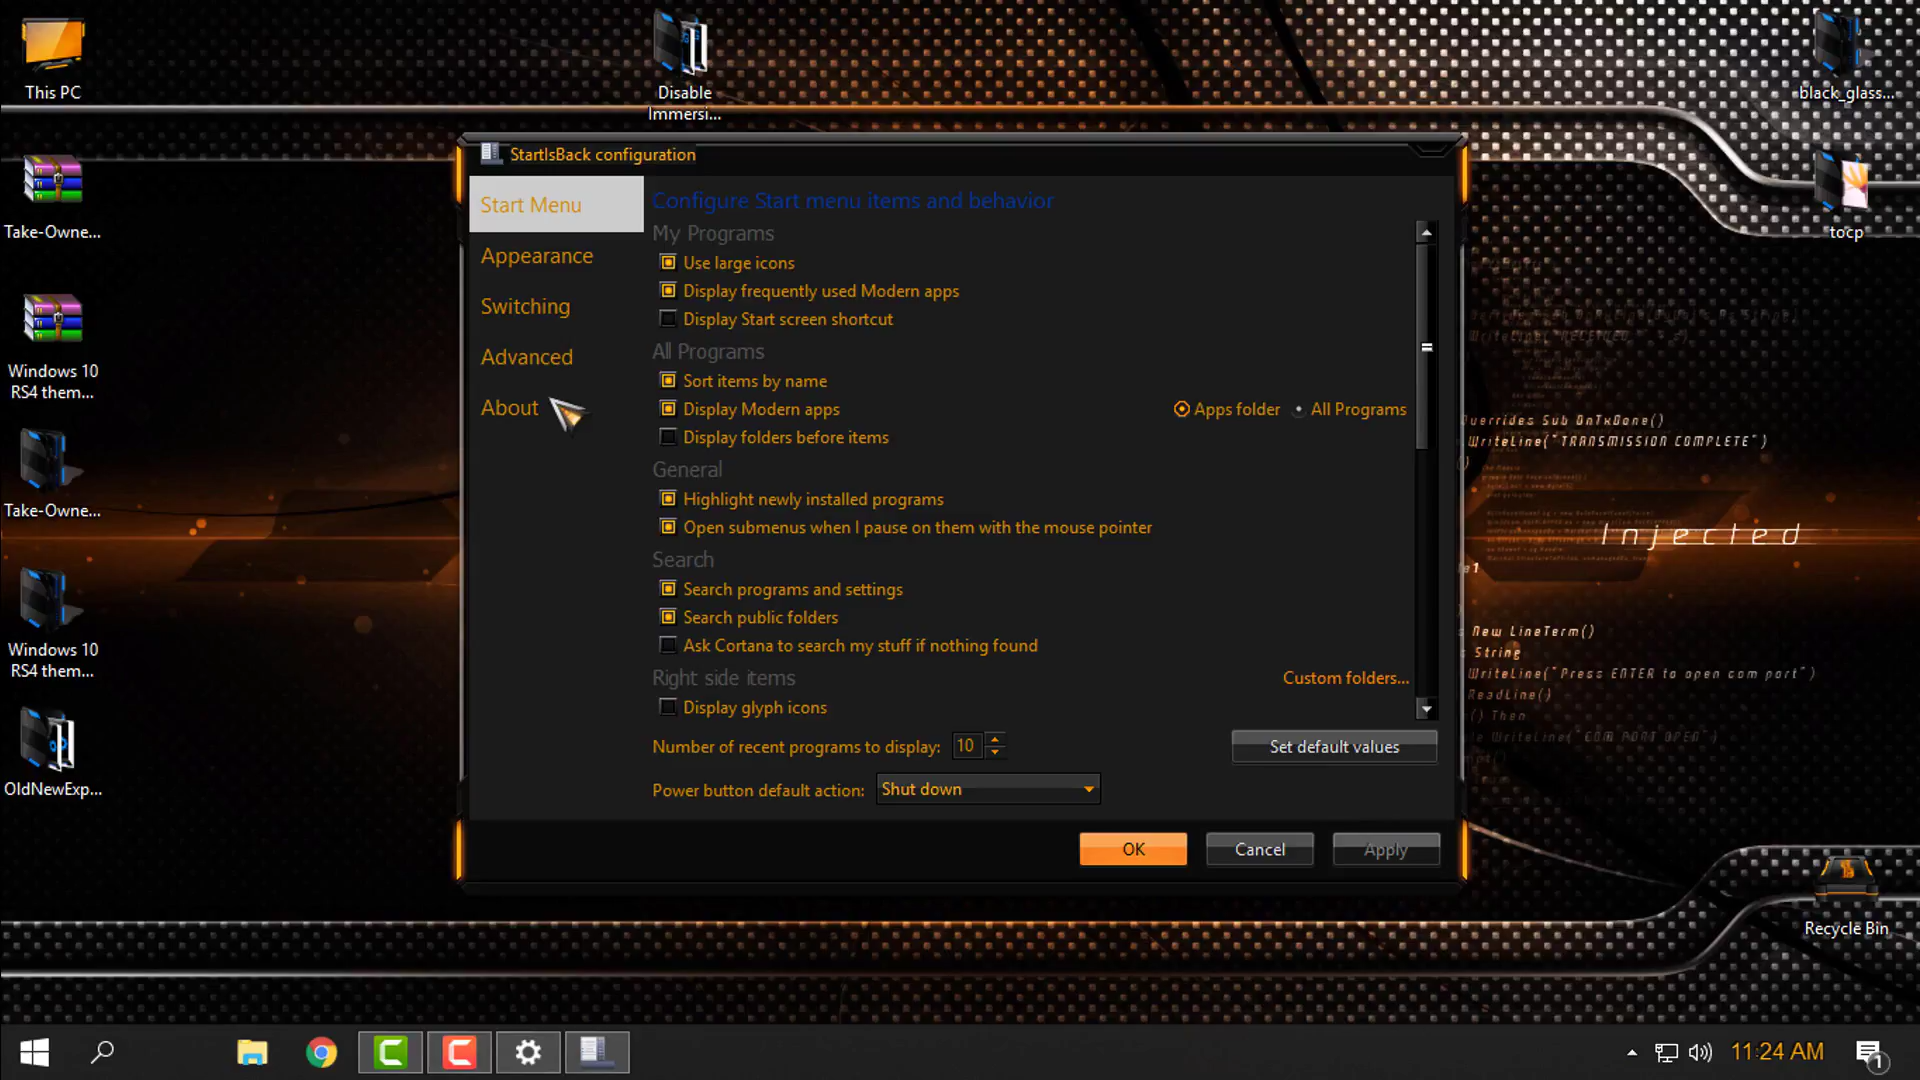 This PC
Disable
Immersi...
black_glass...
StartIsBack configuration
Start Menu
Configure Start menu items and behavior
My Programs
Take-Owne...
tocp
Appearance
Use large icons
Display frequently used Modern apps
Switching
Display Start screen shortcut
Advanced
All Programs
Windows 10
RS4 them...
Sort items by name
About
Display Modern apps
Apps folder
All Programs
Display folders before items
Overrides Sub OnTxDone()
WriteLine("TRANSMISSION COMPLETE")
General
Highlight newly installed programs
Take-Owne...
Open submenus when I pause on them with the mouse pointer
Injected
Search
Search programs and settings
Search public folders
New LineTerm()
Ask Cortana to search my stuff if nothing found
String
Windows 10
RS4 them...
Right side items
Custom folders...
WriteLine("Press ENTER to open com port")
ReadLine()
Display glyph icons
() Then
WriteLine("COM PORT OPEN")
Number of recent programs to display: 10
Set default values
OldNewExp...
Power button default action: Shut down
OK
Cancel
Apply
Recycle Bin
11:24 AM
1